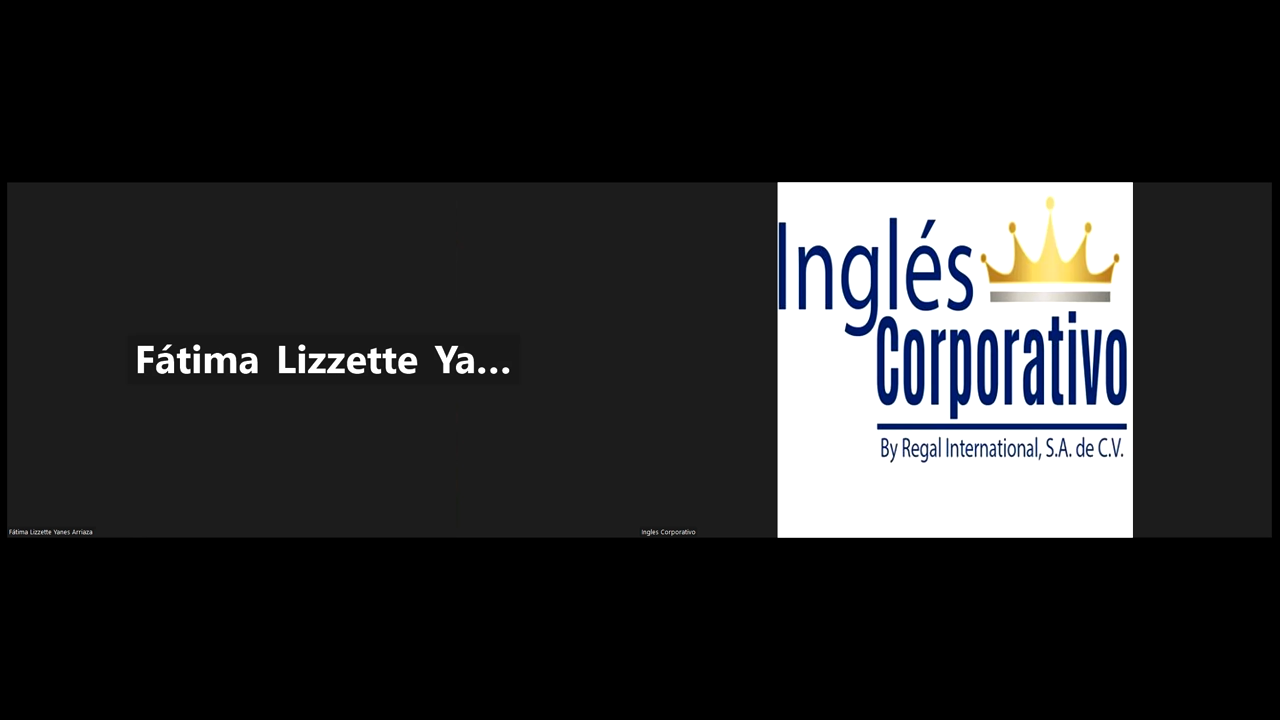 Fátima Lizzette Ya...
Fátima Lizzette Yanes Arriaza
Inglés
Corporativo
By Regal International, S.A. de C.V.
Ingles Corporativo